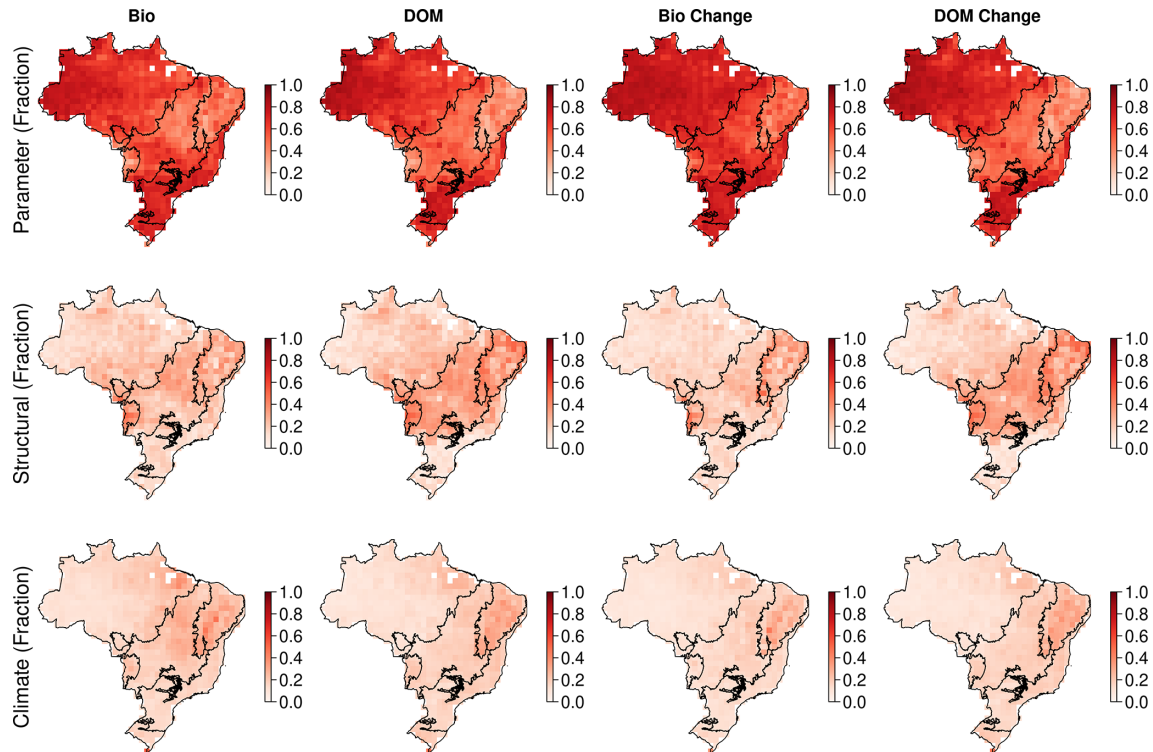 Bio DOM Bio Change DOM Change
Parameter (Fraction)
1.0 1.0 1.0 1.0
0.8 0.8 0.8 0.8
0.6 0.6 0.6 0.6
0.4 0.4 0.4 0.4
0.2 0.2 0.2 0.2
0.0 0.0 0.0 0.0
Structural (Fraction)
1.0 1.0 1.0 1.0
0.8 0.8 0.8 0.8
0.6 0.6 0.6 0.6
0.4 0.4 0.4 0.4
0.2 0.2 0.2 0.2
0.0 0.0 0.0 0.0
Climate (Fraction)
1.0 1.0 1.0 1.0
0.8 0.8 0.8 0.8
0.6 0.6 0.6 0.6
0.4 0.4 0.4 0.4
0.2 0.2 0.2 0.2
0.0 0.0 0.0 0.0